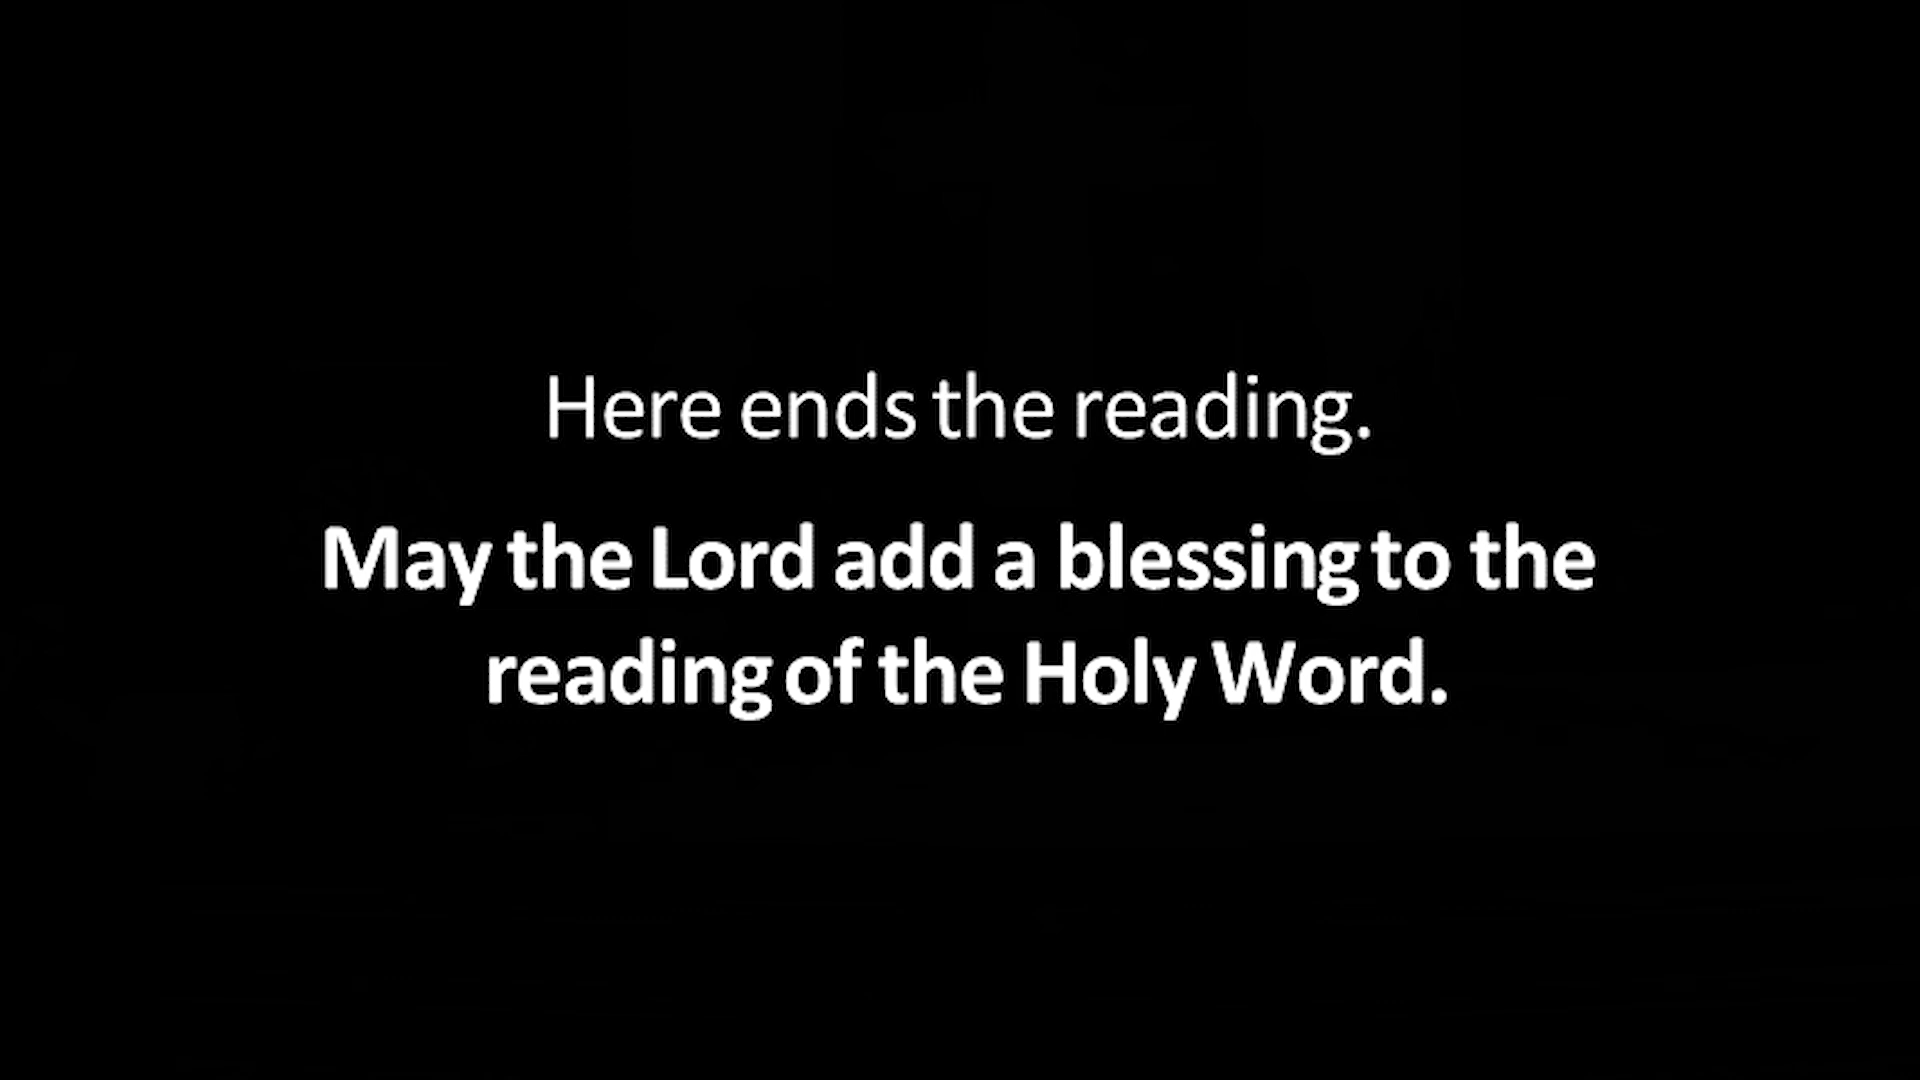 Here ends the reading.
May the Lord add a blessing to the
reading of the Holy Word.